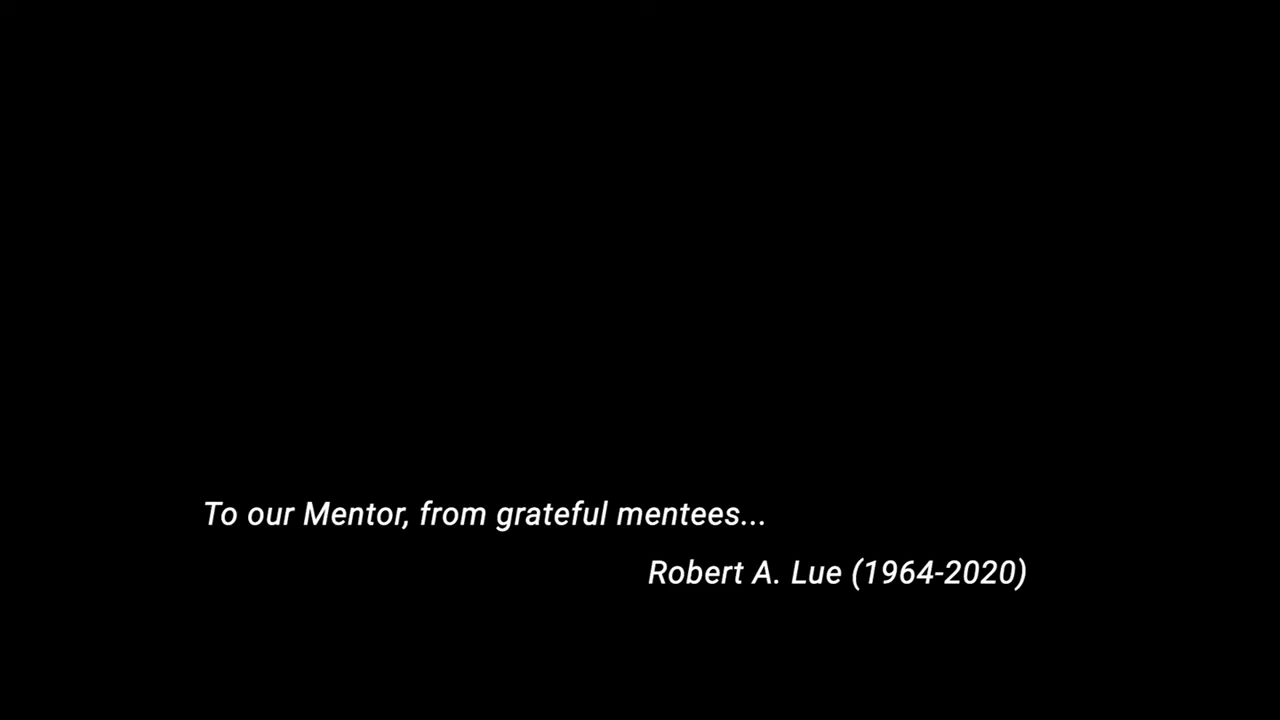 To our Mentor, from grateful mentees...
Robert A. Lue (1964-2020)